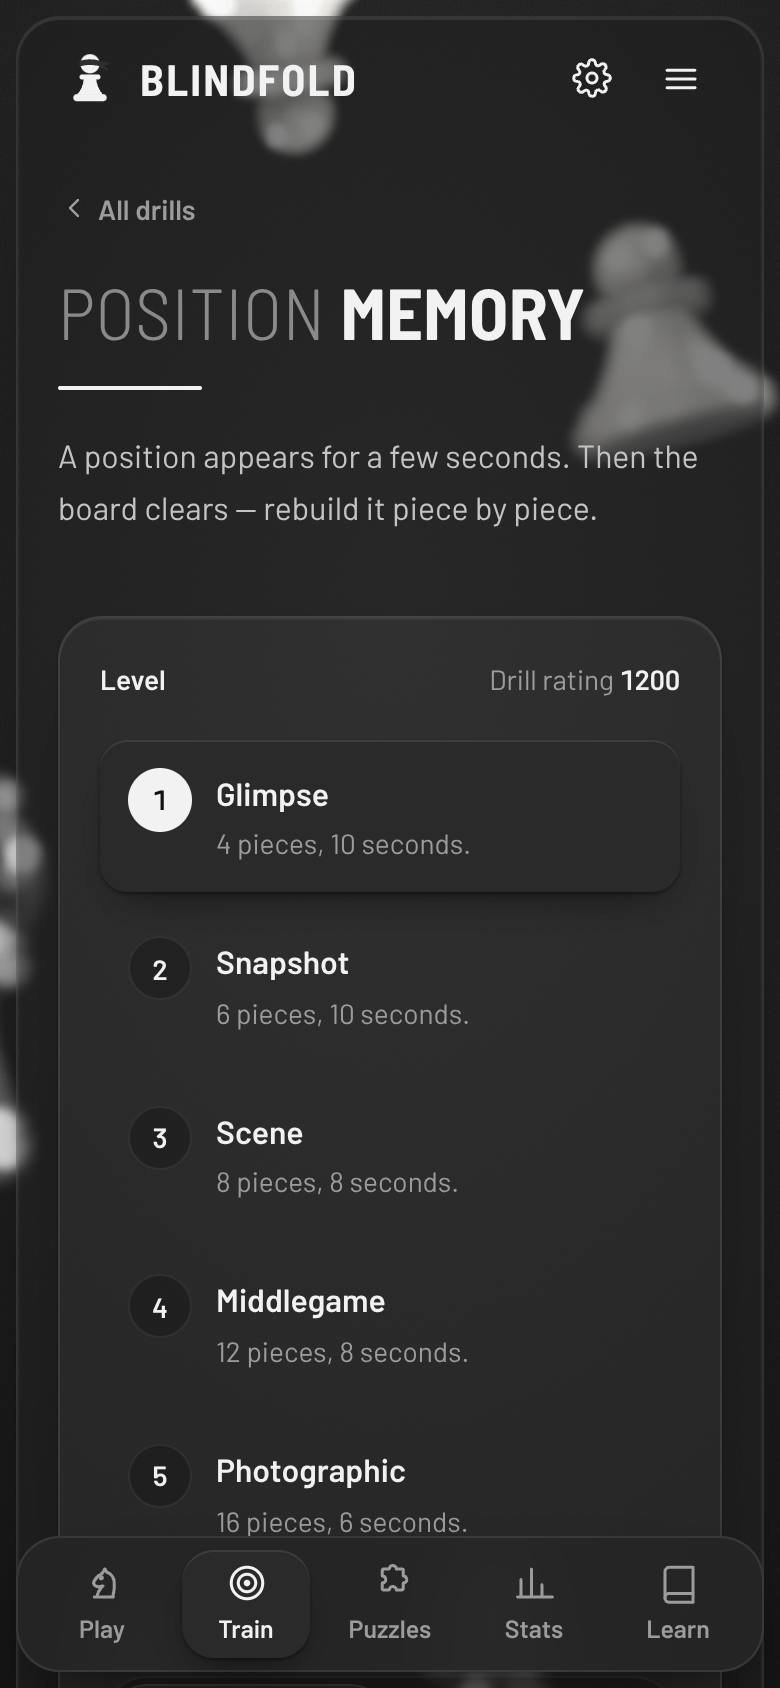 BLINDFOLD
All drills
POSITION MEMORY
A position appears for a few seconds. Then the
board clears — rebuild it piece by piece.
Level Drill rating 1200
1 Glimpse
4 pieces, 10 seconds.
2 Snapshot
6 pieces, 10 seconds.
3 Scene
8 pieces, 8 seconds.
4 Middlegame
12 pieces, 8 seconds.
5 Photographic
16 pieces, 6 seconds.
Play Train Puzzles Stats Learn